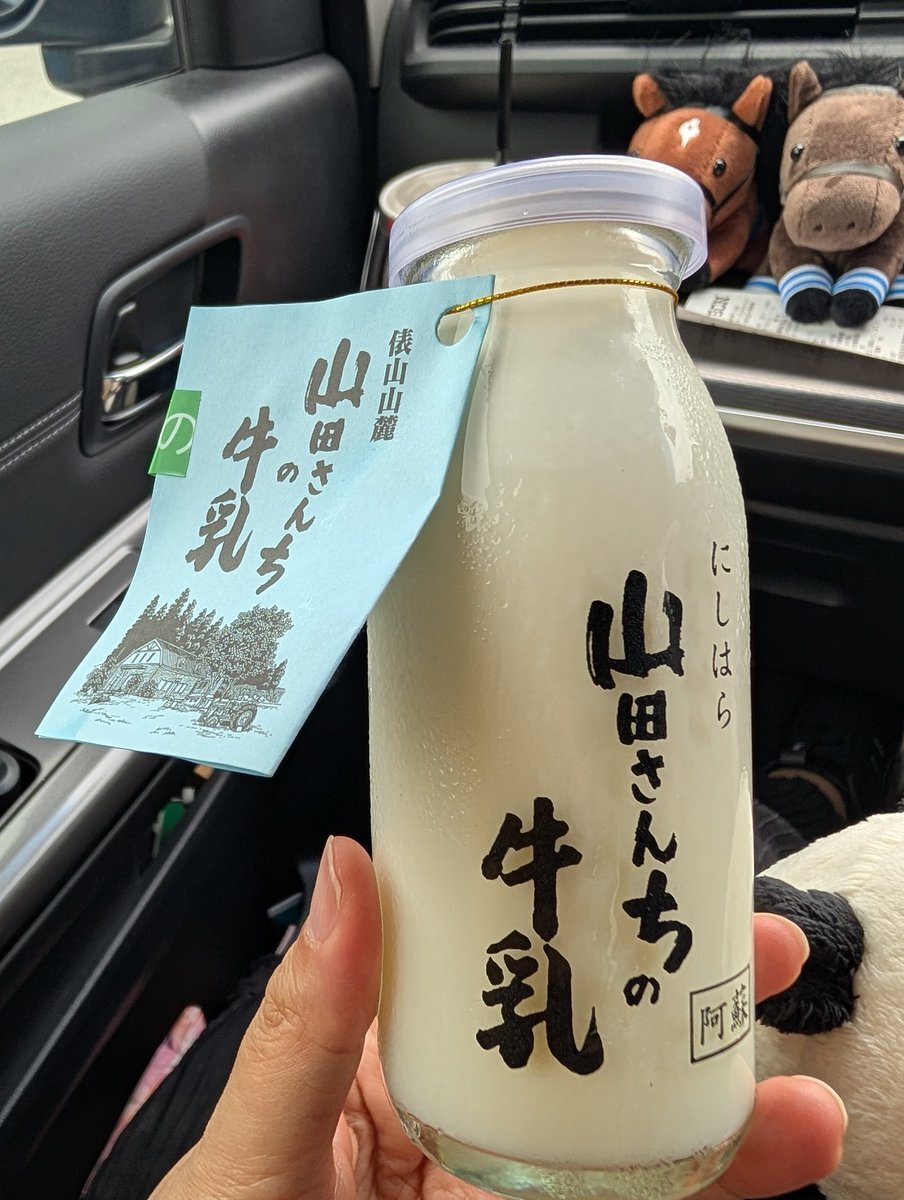 俵山山麓
山田さんちの
牛乳
の
にしはら
山田さんちの
牛乳
阿蘇